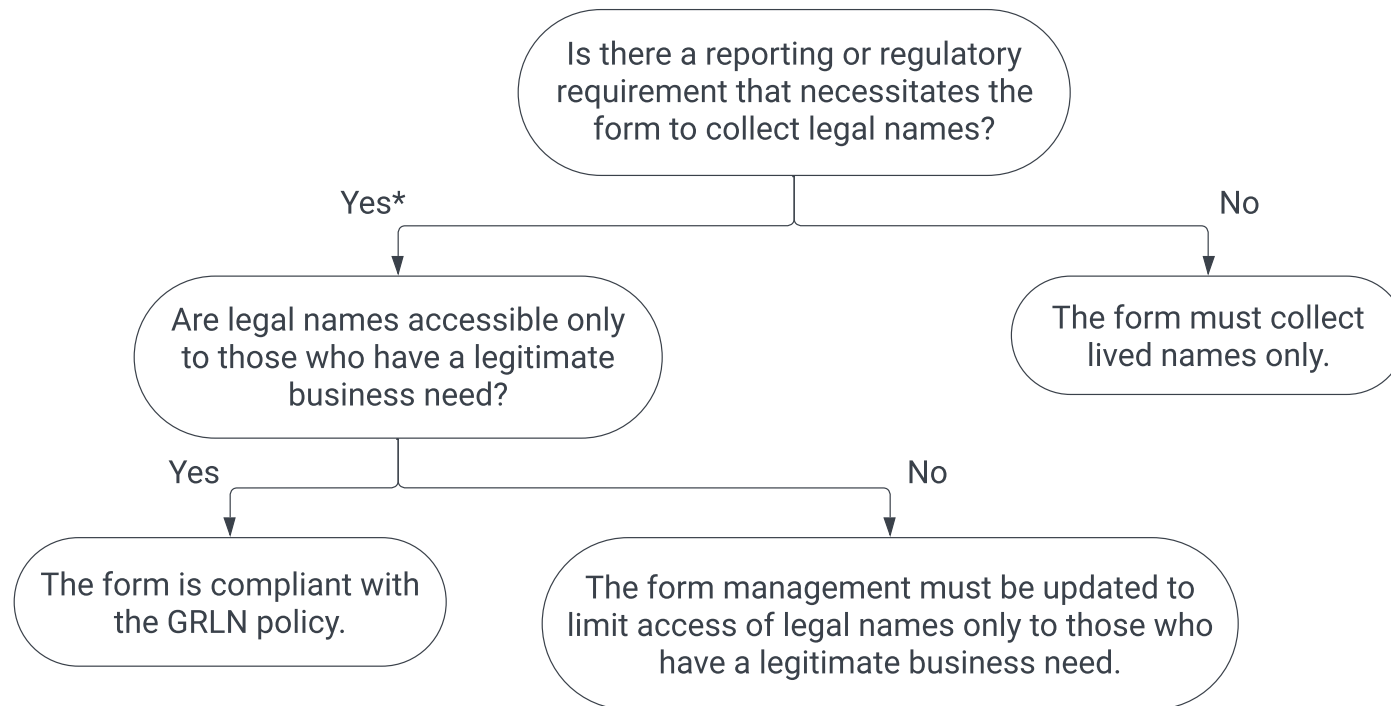 Is there a reporting or regulatory
requirement that necessitates the
form to collect legal names?
Yes*
No
Are legal names accessible only
to those who have a legitimate
business need?
The form must collect
lived names only.
Yes
No
The form is compliant with
the GRLN policy.
The form management must be updated to
limit access of legal names only to those who
have a legitimate business need.